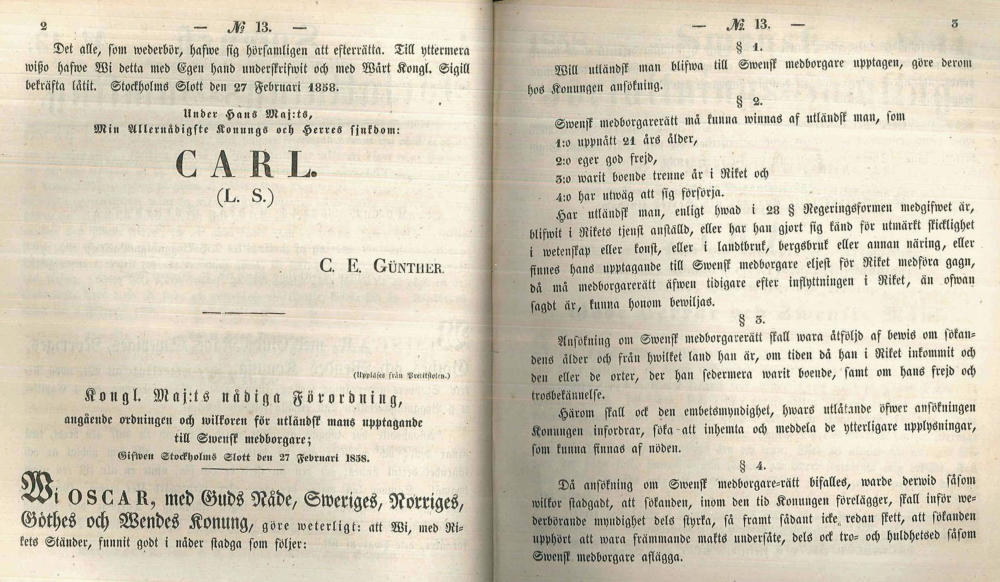 2
— № 13. —
Det alle, som wederbör, hafwe sig hörsamligen att efterrätta. Till yttermera
wißo hafwe Wi detta med Egen hand underskrifwit och med Wårt Kongl. Sigill
bekräfta låtit. Stockholms Slott den 27 Februari 1858.
Under Hans Maj:ts,
Min Allernådigste Konungs och Herres sjukdom:
CARL.
(L. S.)
C. E. GÜNTHER.
(Uppläses från Predikstolen.)
Kongl. Maj:ts nådiga Förordning,
angående ordningen och wilkoren för utländsk mans upptagande
till Swensk medborgare;
Gifwen Stockholms Slott den 27 Februari 1858.
Wi OSCAR, med Guds Nåde, Sweriges, Norriges,
Göthes och Wendes Konung, göre weterligt: att Wi, med Ri-
kets Ständer, funnit godt i nåder stadga som följer:
— № 13. —
3
§ 1.
Will utländsk man blifwa till Swensk medborgare upptagen, göre derom
hos Konungen ansökning.
§ 2.
Swensk medborgarerätt må kunna winnas af utländsk man, som
1:o uppnått 21 års ålder,
2:o eger god frejd,
3:o warit boende trenne år i Riket och
4:o har utwäg att sig försörja.
Har utländsk man, enligt hwad i 28 § Regeringsformen medgifwet är,
blifwit i Rikets tjenst anställd, eller har han gjort sig känd för utmärkt skicklighet
i wetenskap eller konst, eller i landtbruk, bergsbruk eller annan näring, eller
finnes hans upptagande till Swensk medborgare eljest för Riket medföra gagn,
då må medborgarerätt äfwen tidigare efter inflyttningen i Riket, än ofwan
sagdt är, kunna honom bewiljas.
§ 3.
Ansökning om Swensk medborgarerätt skall wara åtföljd af bewis om sökan-
dens ålder och från hwilket land han är, om tiden då han i Riket inkommit och
den eller de orter, der han sedermera warit boende, samt om hans frejd och
trosbekännelse.
Härom skall ock den embetsmyndighet, hwars utlåtande öfwer ansökningen
Konungen infordrar, söka att inhemta och meddela de ytterligare upplysningar,
som kunna finnas af nöden.
§ 4.
Då ansökning om Swensk medborgare-rätt bifalles, warde derwid såsom
wilkor stadgadt, att sökanden, inom den tid Konungen förelägger, skall inför we-
derbörande myndighet dels styrka, så framt sådant icke redan skett, att sökanden
upphört att wara främmande makts undersåte, dels ock tro- och huldhetsed såsom
Swensk medborgare aflägga.